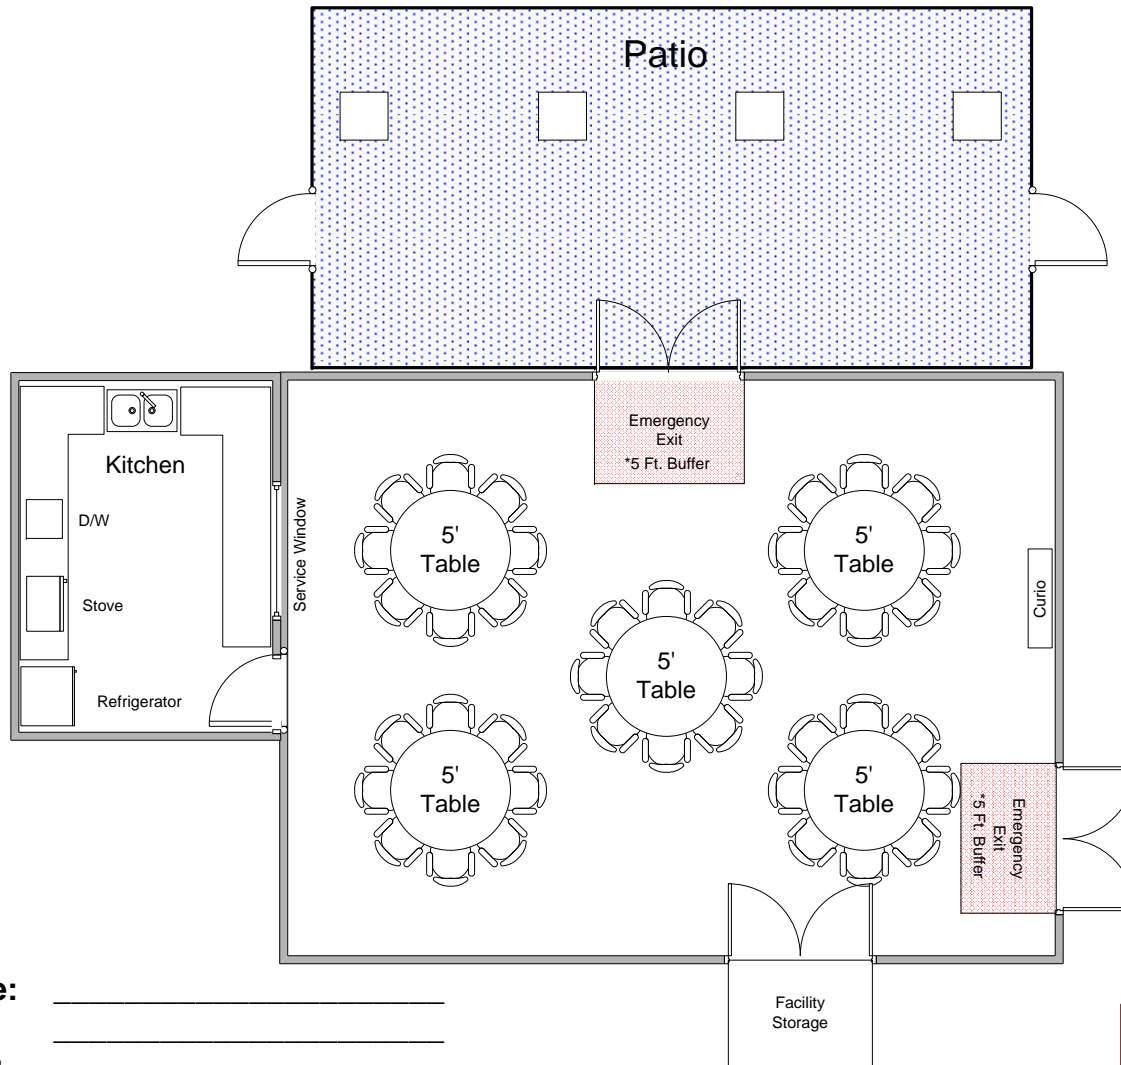 Patio
Emergency
Exit
*5 Ft. Buffer
Kitchen
D/W
Stove
Refrigerator
Service Window
5'
Table
5'
Table
5'
Table
5'
Table
5'
Table
Curio
Emergency
Exit
*5 Ft. Buffer
Facility
Storage
e: